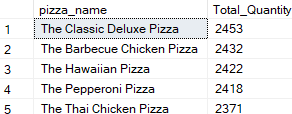 pizza_name Total_Quantity
1 The Classic Deluxe Pizza 2453
2 The Barbecue Chicken Pizza 2432
3 The Hawaiian Pizza 2422
4 The Pepperoni Pizza 2418
5 The Thai Chicken Pizza 2371